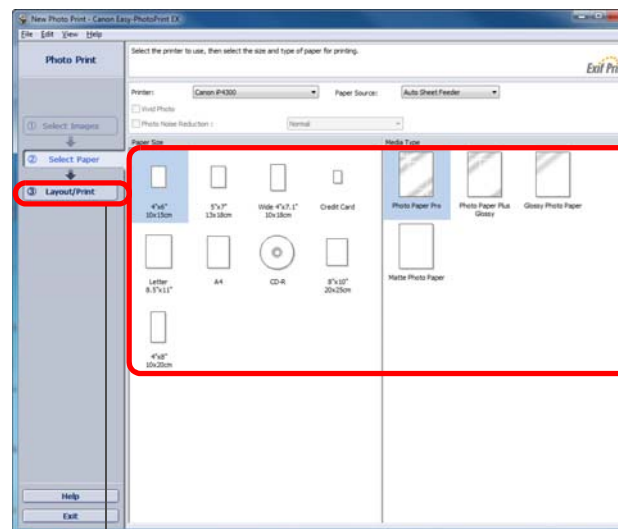 New Photo Print - Canon Easy-PhotoPrint EX
File Edit View Help
Photo Print
Select the printer to use, then select the size and type of paper for printing.
Exif Pri
Printer: Canon iP4300 Paper Source: Auto Sheet Feeder
Vivid Photo
Photo Noise Reduction : Normal
① Select Images
② Select Paper
③ Layout/Print
Paper Size
4"x6"
10x15cm
5"x7"
13x18cm
Wide 4"x7.1"
10x18cm
Credit Card
Letter
8.5"x11"
A4
CD-R
8"x10"
20x25cm
4"x8"
10x20cm
Media Type
Photo Paper Pro
Photo Paper Plus
Glossy
Glossy Photo Paper
Matte Photo Paper
Help
Exit